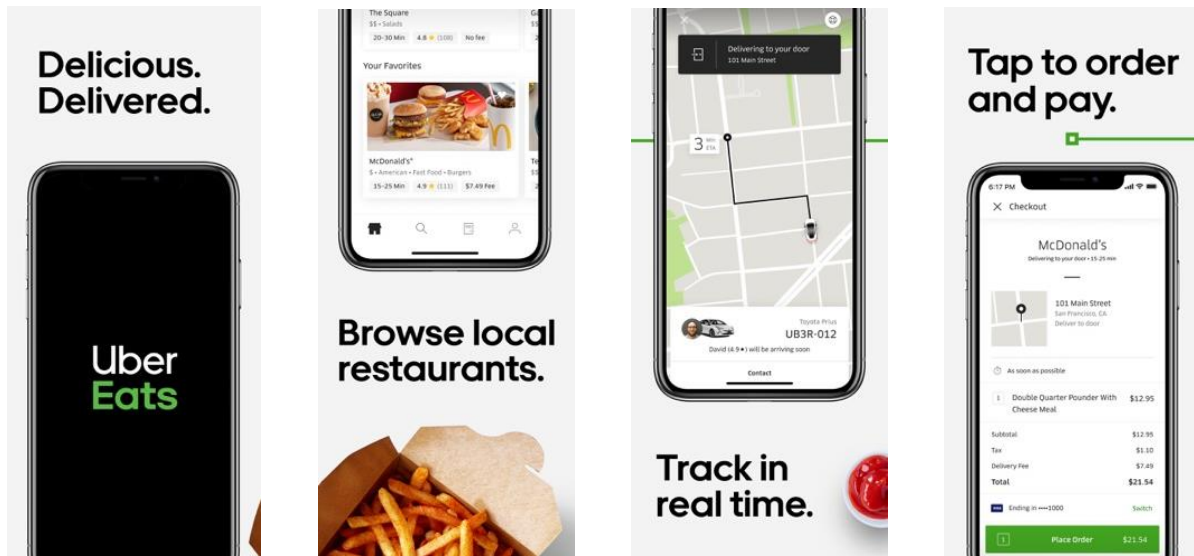 Delicious.
Delivered.
Uber
Eats
The Square
$$ • Salads
20-30 Min 4.8 ★ (108) No fee
Your Favorites
McDonald's®
$ • American • Fast Food • Burgers
15-25 Min 4.9 ★ (111) $7.49 Fee
Browse local
restaurants.
Delivering to your door
101 Main Street
3 MIN
ETA
Toyota Prius
UB3R-012
David (4.9 ★) will be arriving soon
Contact
Track in
real time.
Tap to order
and pay.
6:17 PM
Checkout
McDonald's
Delivering to your door • 15-25 min
101 Main Street
San Francisco, CA
Deliver to door
As soon as possible
1 Double Quarter Pounder With $12.95
Cheese Meal
Subtotal $12.95
Tax $1.10
Delivery Fee $7.49
Total $21.54
VISA Ending in ••••1000 Switch
1 Place Order $21.54